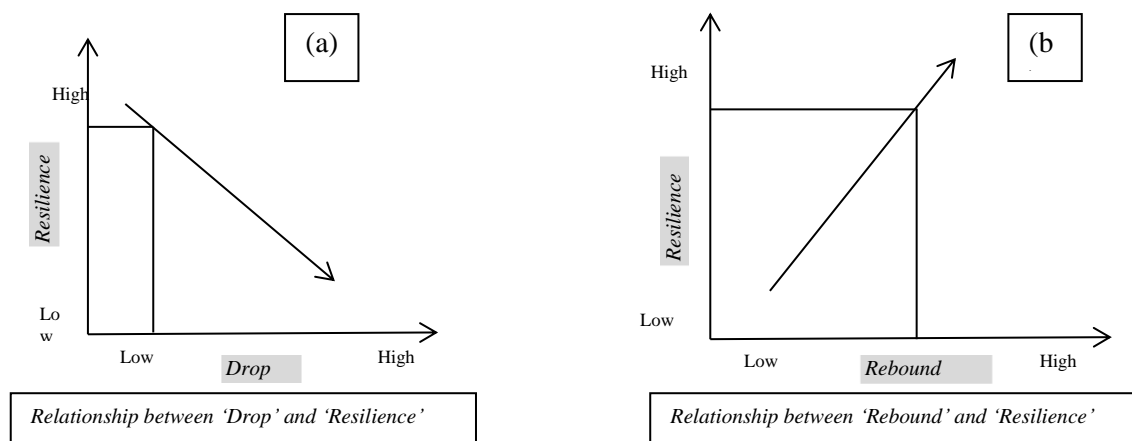 (a)
High
Resilience
Lo
w
Low
High
Drop
Relationship between ‘Drop’ and ‘Resilience’
(b
High
Resilience
Low
Low
High
Rebound
Relationship between ‘Rebound’ and ‘Resilience’